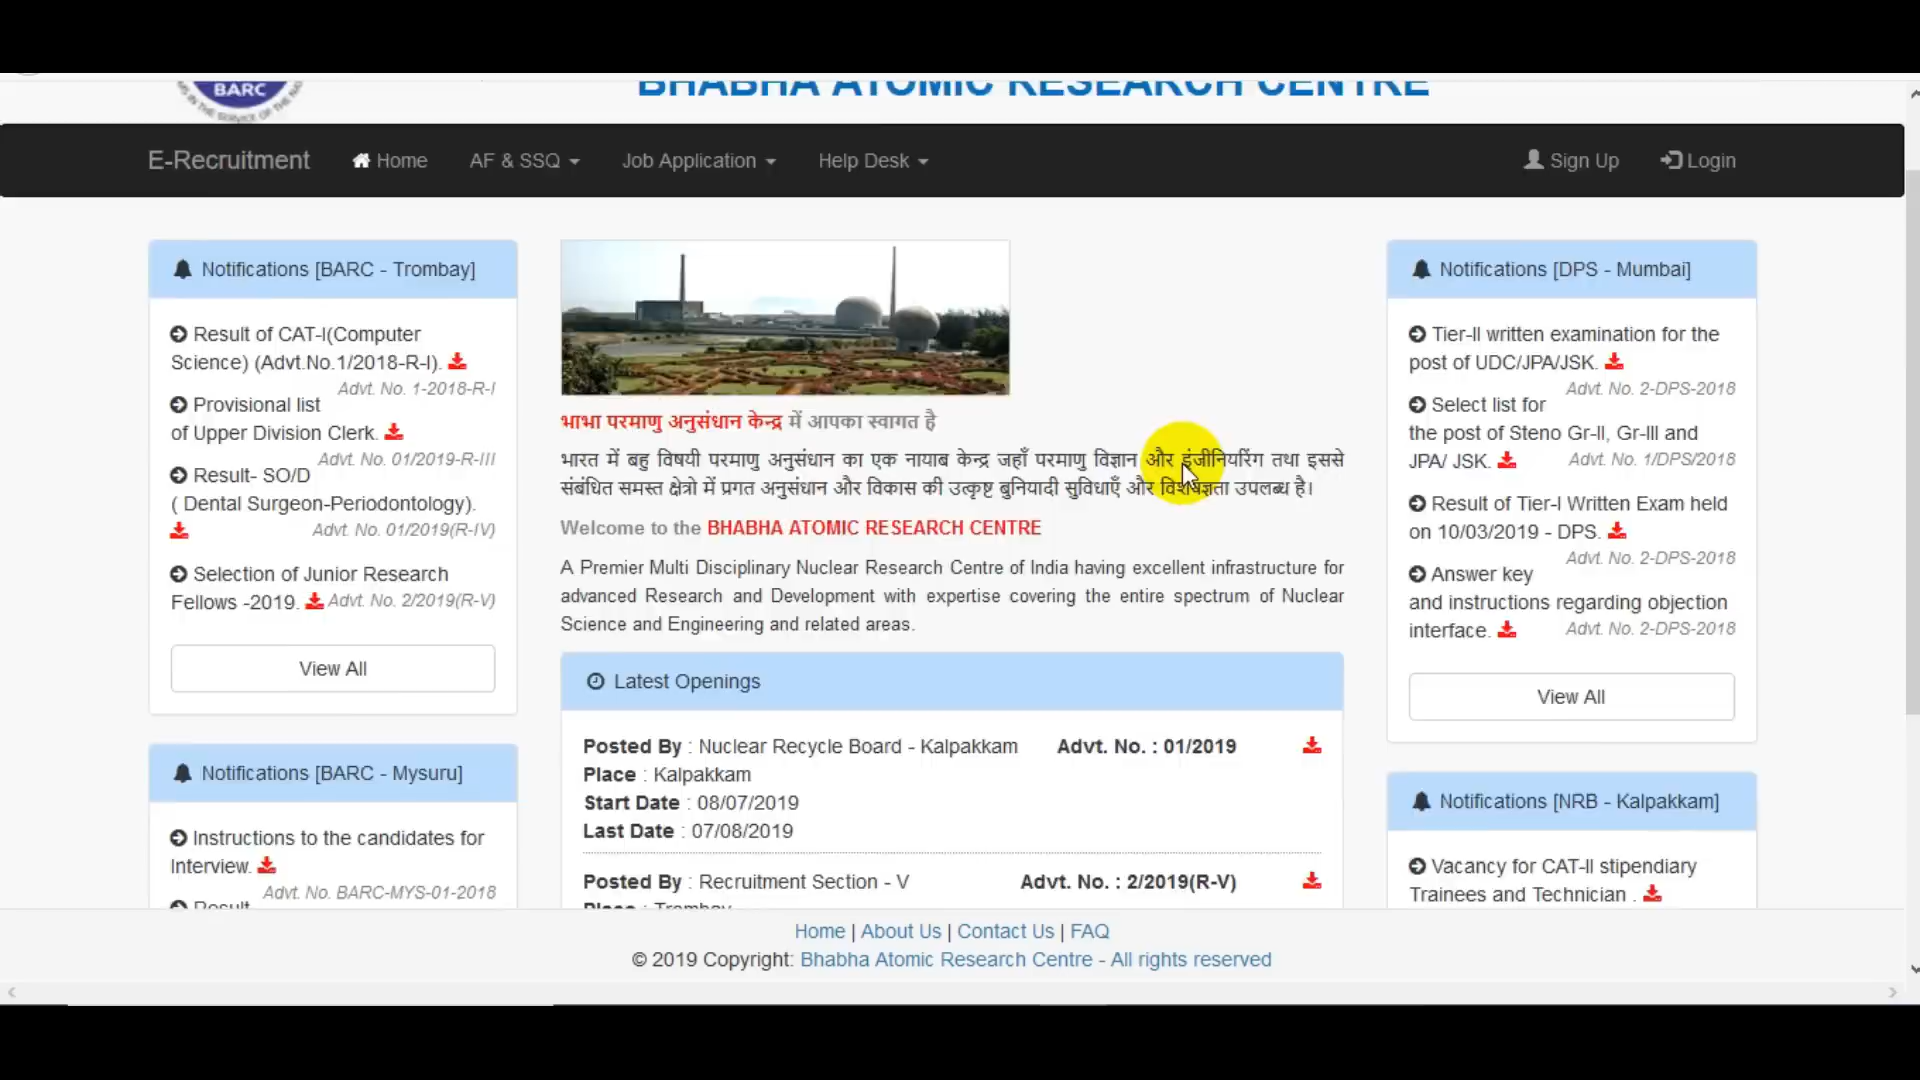 BARC
BHABHA ATOMIC RESEARCH CENTRE
E-Recruitment Home AF & SSQ Job Application Help Desk Sign Up Login
Notifications [BARC - Trombay]
Result of CAT-I(Computer
Science) (Advt.No.1/2018-R-I).
Advt. No. 1-2018-R-I
Provisional list
of Upper Division Clerk.
Advt. No. 01/2019-R-III
Result- SO/D
( Dental Surgeon-Periodontology).
Advt. No. 01/2019(R-IV)
Selection of Junior Research
Fellows -2019. Advt. No. 2/2019(R-V)
View All
Notifications [BARC - Mysuru]
Instructions to the candidates for
Interview.
Advt. No. BARC-MYS-01-2018
Result
भाभा परमाणु अनुसंधान केन्द्र में आपका स्वागत है
भारत में बहु विषयी परमाणु अनुसंधान का एक नायाब केन्द्र जहाँ परमाणु विज्ञान और इंजीनियरिंग तथा इससे
संबंधित समस्त क्षेत्रो में प्रगत अनुसंधान और विकास की उत्कृष्ट बुनियादी सुविधाएँ और विशेषज्ञता उपलब्ध है।
Welcome to the BHABHA ATOMIC RESEARCH CENTRE
A Premier Multi Disciplinary Nuclear Research Centre of India having excellent infrastructure for
advanced Research and Development with expertise covering the entire spectrum of Nuclear
Science and Engineering and related areas.
Latest Openings
Posted By : Nuclear Recycle Board - Kalpakkam Advt. No. : 01/2019
Place : Kalpakkam
Start Date : 08/07/2019
Last Date : 07/08/2019
Posted By : Recruitment Section - V Advt. No. : 2/2019(R-V)
Place : Trombay
Notifications [DPS - Mumbai]
Tier-II written examination for the
post of UDC/JPA/JSK.
Advt. No. 2-DPS-2018
Select list for
the post of Steno Gr-II, Gr-III and
JPA/ JSK. Advt. No. 1/DPS/2018
Result of Tier-I Written Exam held
on 10/03/2019 - DPS.
Advt. No. 2-DPS-2018
Answer key
and instructions regarding objection
interface. Advt. No. 2-DPS-2018
View All
Notifications [NRB - Kalpakkam]
Vacancy for CAT-II stipendiary
Trainees and Technician .
Home | About Us | Contact Us | FAQ
© 2019 Copyright: Bhabha Atomic Research Centre - All rights reserved